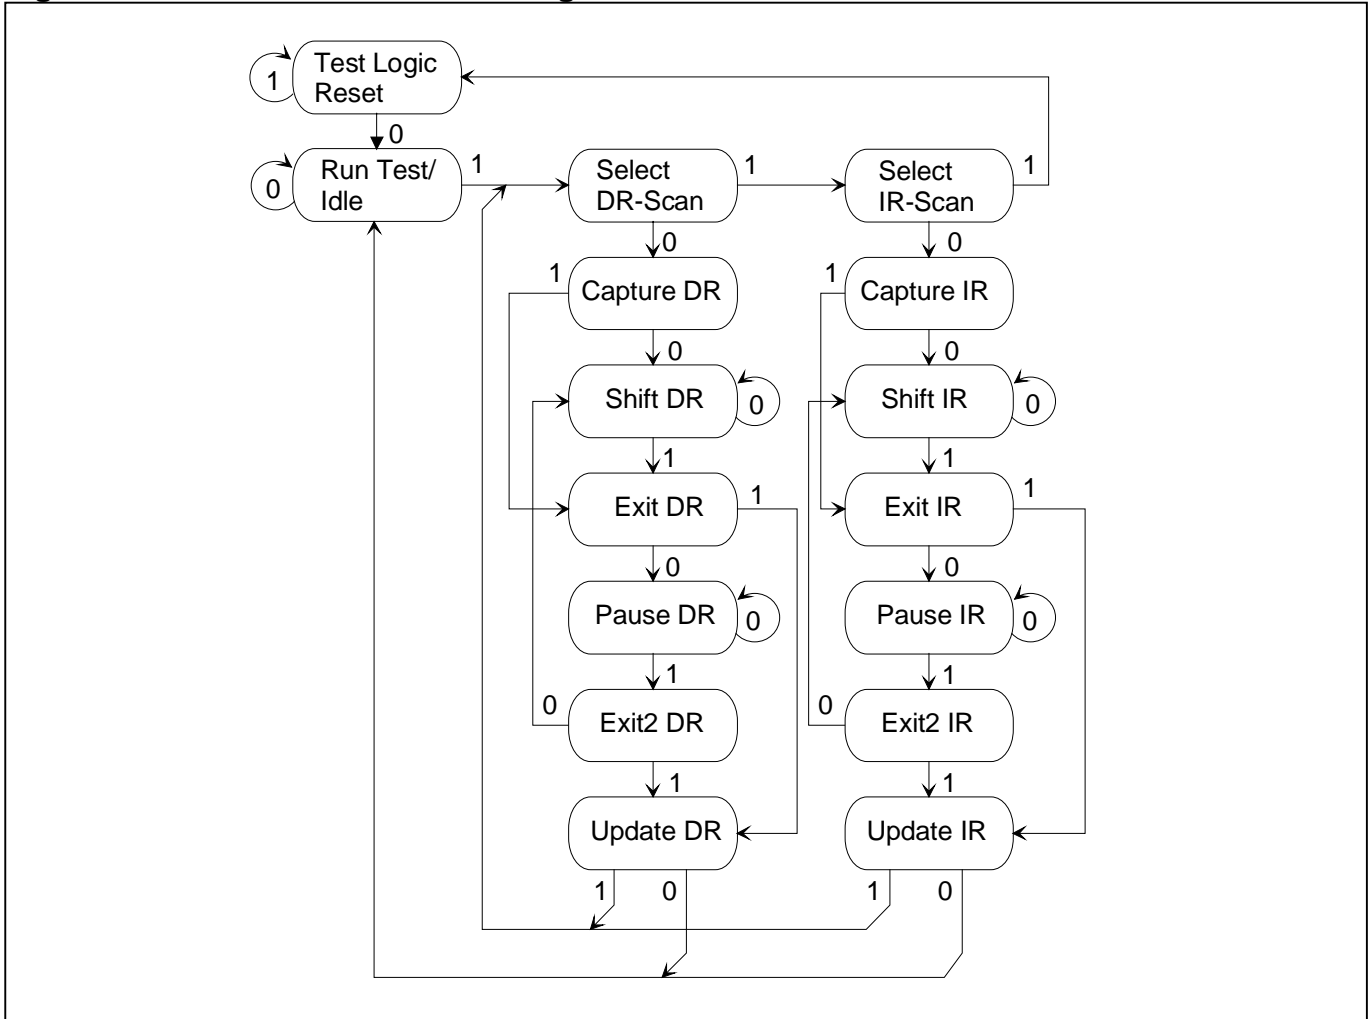 Test Logic
Reset
1
0
Run Test/
Idle
0
1
Select
DR-Scan
1
Select
IR-Scan
1
0
0
1
Capture DR
1
Capture IR
0
0
Shift DR
0
Shift IR
0
1
1
Exit DR
1
Exit IR
1
0
0
Pause DR
0
Pause IR
0
1
1
0
Exit2 DR
0
Exit2 IR
1
1
Update DR
Update IR
1
0
1
0